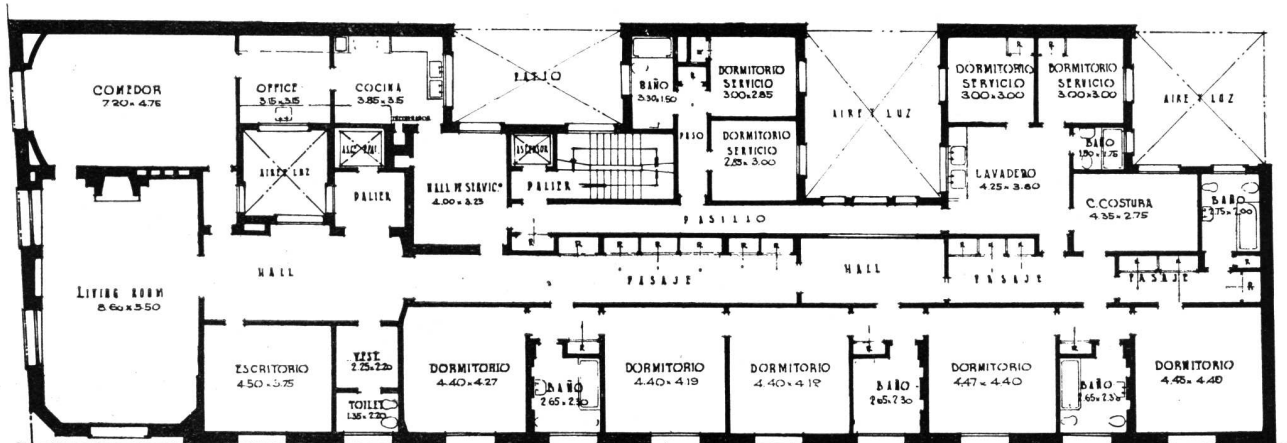 COMEDOR
7.20 x 4.76
OFFICE
3.15 x 3.15
COCINA
3.85 x 3.15
PATIO
BAÑO
3.30 x 1.50
R
R
DORMITORIO
SERVICIO
3.00 x 2.85
AIRE Y LUZ
R
R
DORMITORIO
SERVICIO
3.00 x 3.00
DORMITORIO
SERVICIO
3.00 x 3.00
AIRE Y LUZ
AIRE Y LUZ
PALIER
HALL DE SERVICº
4.00 x 3.23
ASCENSOR
PALIER
PASO
DORMITORIO
SERVICIO
2.85 x 3.00
LAVADERO
4.25 x 3.80
BAÑO
C. COSTURA
4.35 x 2.75
BAÑO
2.75 x 2.00
PASILLO
R
R
R
R
R
R
LIVING ROOM
8.60 x 5.50
HALL
PASAJE
HALL
PASAJE
PASAJE
R
ESCRITORIO
4.50 x 3.75
VEST.
2.25 x 2.20
TOILET
1.35 x 2.20
DORMITORIO
4.40 x 4.27
R
BAÑO
2.65 x 2.30
DORMITORIO
4.40 x 4.19
DORMITORIO
4.40 x 4.19
R
BAÑO
2.65 x 2.30
DORMITORIO
4.47 x 4.40
R
BAÑO
2.65 x 2.30
DORMITORIO
4.45 x 4.40